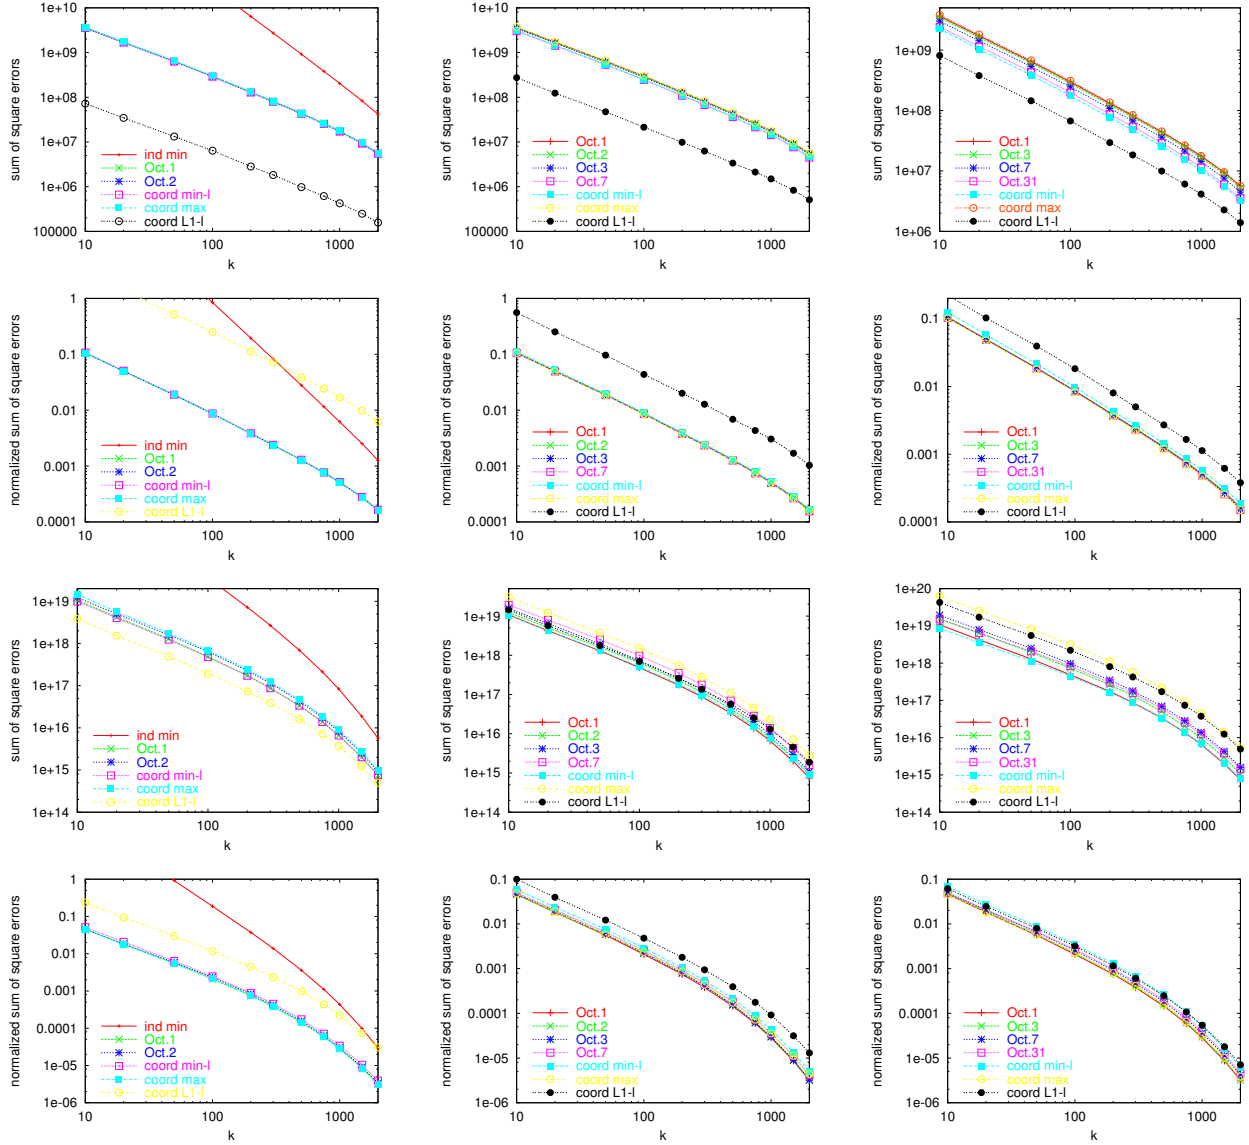 1e+10
1e+09
1e+08
1e+07
1e+06
100000
10
100
1000
k
sum of square errors
ind min
Oct.1
Oct.2
coord min-l
coord max
coord L1-l
1e+10
1e+09
1e+08
1e+07
1e+06
100000
10
100
1000
k
sum of square errors
Oct.1
Oct.2
Oct.3
Oct.7
coord min-l
coord max
coord L1-l
1e+09
1e+08
1e+07
1e+06
10
100
1000
k
sum of square errors
Oct.1
Oct.3
Oct.7
Oct.31
coord min-l
coord max
coord L1-l
1
0.1
0.01
0.001
0.0001
10
100
1000
k
normalized sum of square errors
ind min
Oct.1
Oct.2
coord min-l
coord max
coord L1-l
1
0.1
0.01
0.001
0.0001
10
100
1000
k
normalized sum of square errors
Oct.1
Oct.2
Oct.3
Oct.7
coord min-l
coord max
coord L1-l
0.1
0.01
0.001
0.0001
10
100
1000
k
normalized sum of square errors
Oct.1
Oct.3
Oct.7
Oct.31
coord min-l
coord max
coord L1-l
1e+19
1e+18
1e+17
1e+16
1e+15
1e+14
10
100
1000
k
sum of square errors
ind min
Oct.1
Oct.2
coord min-l
coord max
coord L1-l
1e+19
1e+18
1e+17
1e+16
1e+15
1e+14
10
100
1000
k
sum of square errors
Oct.1
Oct.2
Oct.3
Oct.7
coord min-l
coord max
coord L1-l
1e+20
1e+19
1e+18
1e+17
1e+16
1e+15
1e+14
10
100
1000
k
sum of square errors
Oct.1
Oct.3
Oct.7
Oct.31
coord min-l
coord max
coord L1-l
1
0.1
0.01
0.001
0.0001
1e-05
1e-06
10
100
1000
k
normalized sum of square errors
ind min
Oct.1
Oct.2
coord min-l
coord max
coord L1-l
0.1
0.01
0.001
0.0001
1e-05
1e-06
10
100
1000
k
normalized sum of square errors
Oct.1
Oct.2
Oct.3
Oct.7
coord min-l
coord max
coord L1-l
0.1
0.01
0.001
0.0001
1e-05
1e-06
10
100
1000
k
normalized sum of square errors
Oct.1
Oct.3
Oct.7
Oct.31
coord min-l
coord max
coord L1-l